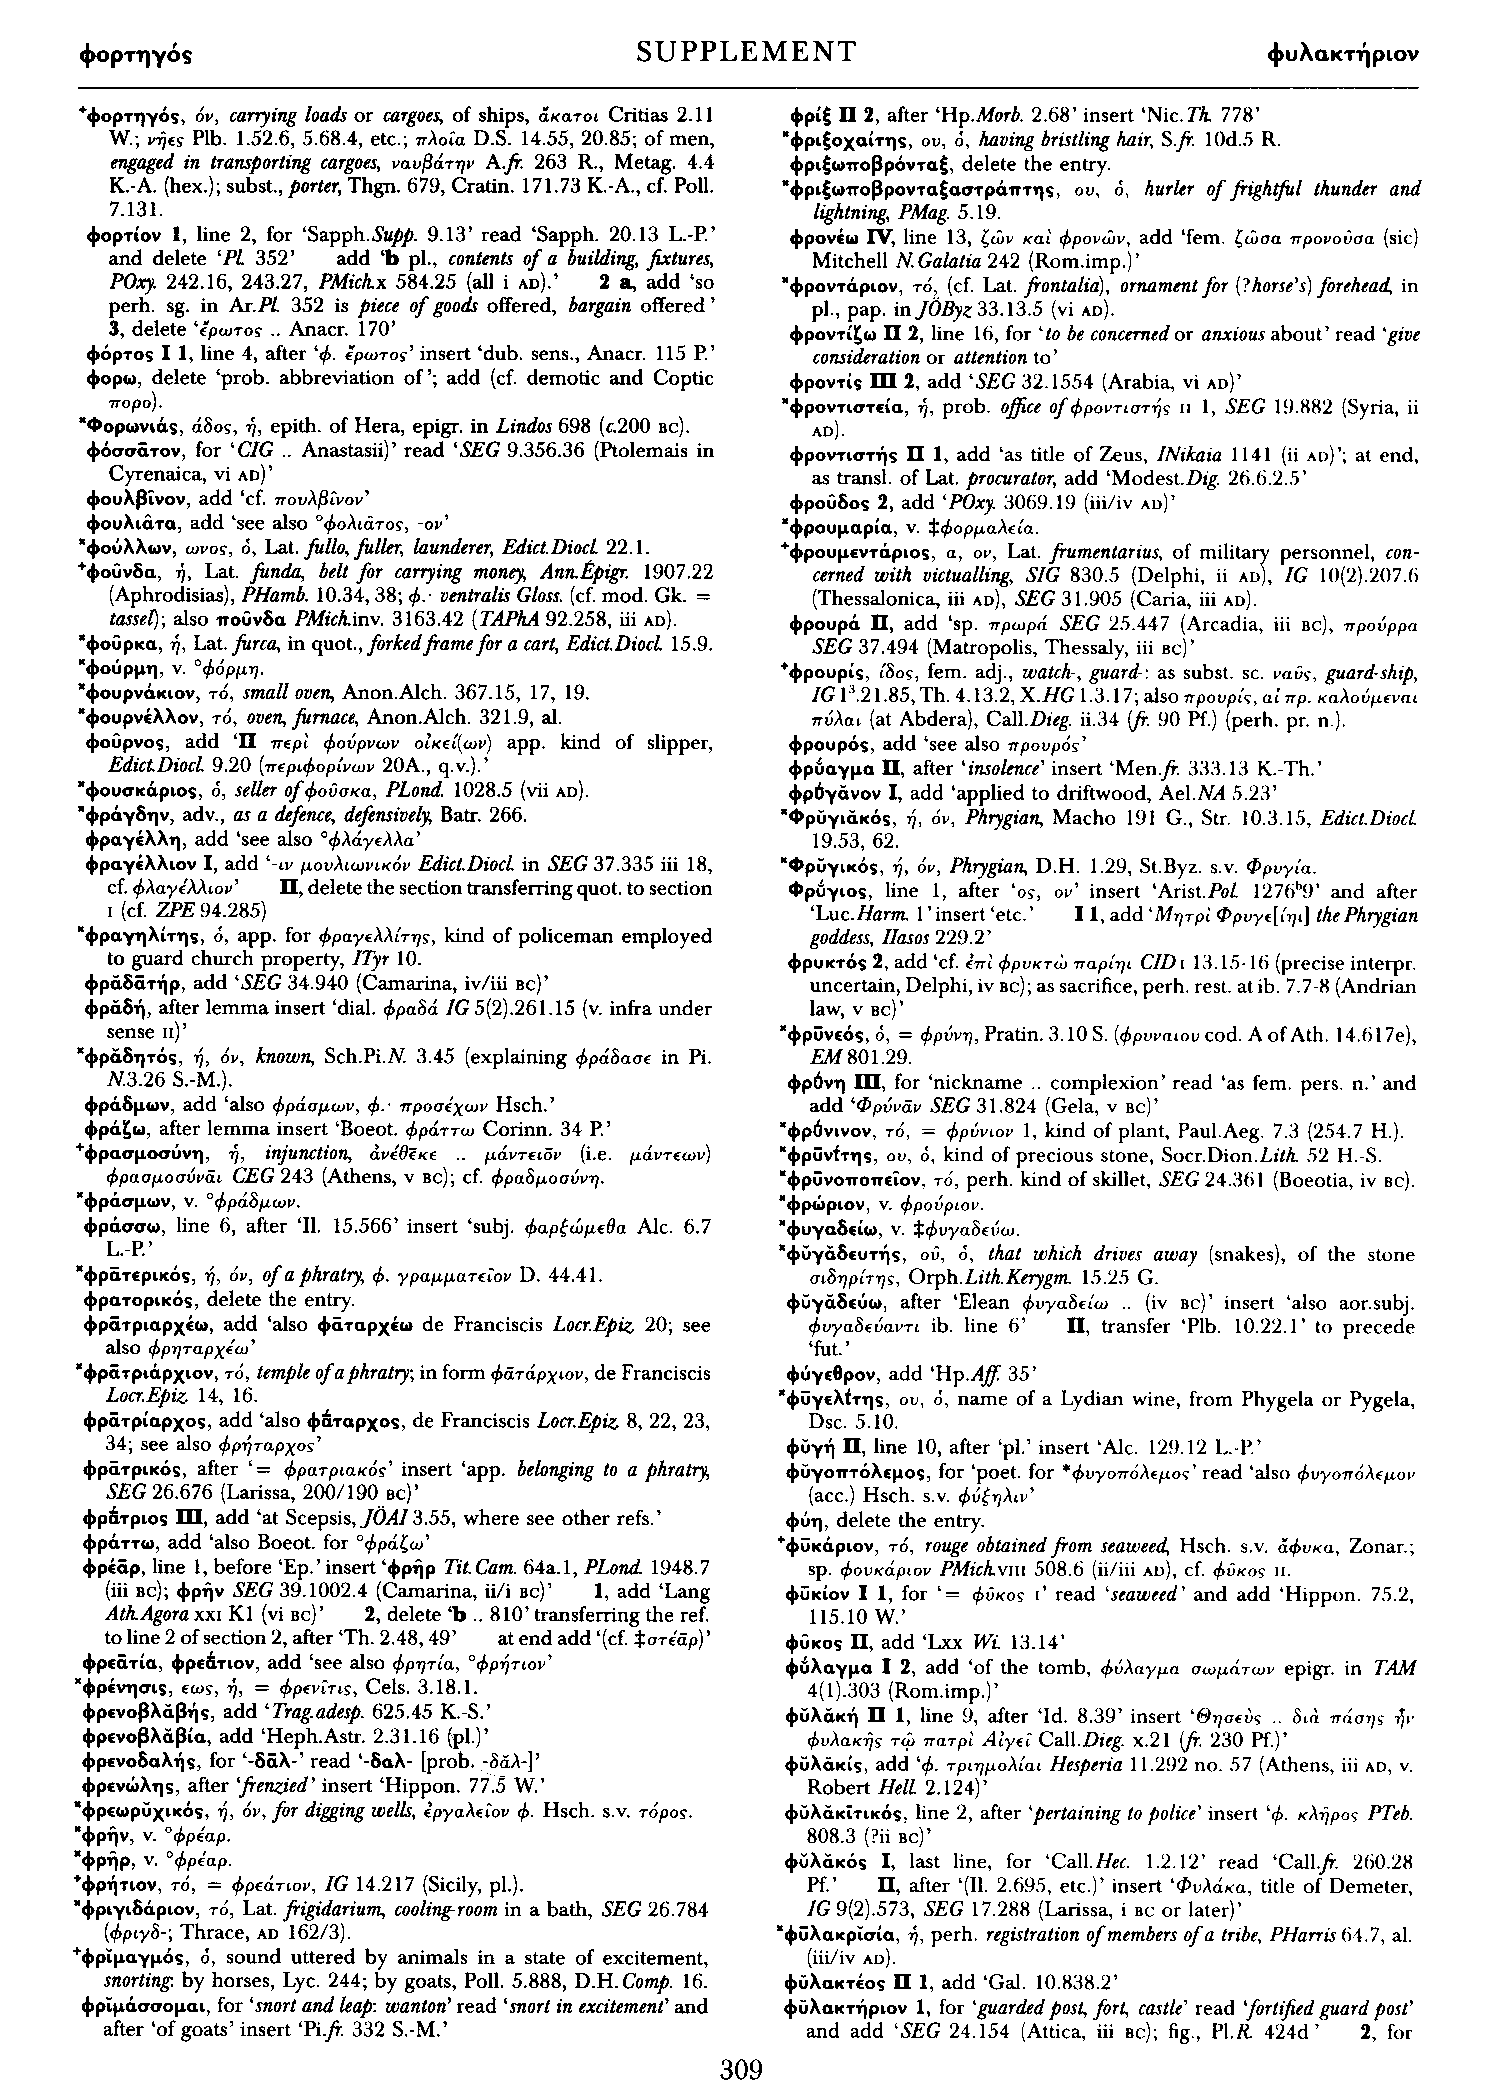 φορτηγός SUPPLEMENT φυλακτήριον
⁺φορτηγός, όν, carrying loads or cargoes, of ships, ἄκατοι Critias 2.11
W.; νῆες Plb. 1.52.6, 5.68.4, etc.; πλοῖα D.S. 14.55, 20.85; of men,
engaged in transporting cargoes, ναυβάτην A.fr. 263 R., Metag. 4.4
K.-A. (hex.); subst., porter, Thgn. 679, Cratin. 171.73 K.-A., cf. Poll.
7.131.
φορτίον 1, line 2, for ‘Sapph.Supp. 9.13’ read ‘Sapph. 20.13 L.-P.’
and delete ‘Pl. 352’ add ‘b pl., contents of a building, fixtures,
POxy. 242.16, 243.27, PMich.x 584.25 (all i AD).’ 2 a, add ‘so
perh. sg. in Ar.Pl. 352 is piece of goods offered, bargain offered’
3, delete ‘ἔρωτος .. Anacr. 170’
φόρτος I 1, line 4, after ‘φ. ἔρωτος’ insert ‘dub. sens., Anacr. 115 P.’
φορω, delete ‘prob. abbreviation of’; add (cf. demotic and Coptic
πορο).
*Φορωνιάς, άδος, ἡ, epith. of Hera, epigr. in Lindos 698 (c.200 BC).
φόσσᾱτον, for ‘CIG .. Anastasii)’ read ‘SEG 9.356.36 (Ptolemais in
Cyrenaica, vi AD)’
φουλβῖνον, add ‘cf. πουλβῖνον’
φουλιᾶτα, add ‘see also °φολιᾶτος, -ον’
*φούλλων, ωνος, ὁ, Lat. fullo, fuller, launderer, Edict.Diocl. 22.1.
⁺φοῦνδα, ἡ, Lat. funda, belt for carrying money, Ann.Épigr. 1907.22
(Aphrodisias), PHamb. 10.34, 38; φ.· ventralis Gloss. (cf. mod. Gk. =
tassel); also ποῦνδα PMich.inv. 3163.42 (TAPhA 92.258, iii AD).
*φοῦρκα, ἡ, Lat. furca, in quot., forked frame for a cart, Edict.Diocl. 15.9.
*φούρμη, v. °φόρμη.
*φουρνάκιον, τό, small oven, Anon.Alch. 367.15, 17, 19.
*φουρνέλλον, τό, oven, furnace, Anon.Alch. 321.9, al.
φοῦρνος, add ‘II περὶ φούρνων οἰκεί(ων) app. kind of slipper,
Edict.Diocl. 9.20 (περιφορίνων 20A., q.v.).’
*φουσκάριος, ὁ, seller of φοῦσκα, PLond. 1028.5 (vii AD).
*φράγδην, adv., as a defence, defensively, Batr. 266.
φραγέλλη, add ‘see also °φλάγελλα’
φραγέλλιον I, add ‘-ιν μουλιωνικόν Edict.Diocl. in SEG 37.335 iii 18,
cf. φλαγέλλιον’ II, delete the section transferring quot. to section
I (cf. ZPE 94.285)
*φραγηλίτης, ὁ, app. for φραγελλίτης, kind of policeman employed
to guard church property, ITyr 10.
φρᾰδᾱτήρ, add ‘SEG 34.940 (Camarina, iv/iii BC)’
φρᾰδή, after lemma insert ‘dial. φραδά IG 5(2).261.15 (v. infra under
sense II)’
*φρᾰδητός, ή, όν, known, Sch.Pi.N. 3.45 (explaining φράδασε in Pi.
N.3.26 S.-M.).
φράδμων, add ‘also φράσμων, φ.· προσέχων Hsch.’
φράζω, after lemma insert ‘Boeot. φράττω Corinn. 34 P.’
⁺φρασμοσύνη, ἡ, injunction, ἀνέθε̄κε .. μάντειο̄ν (i.e. μάντεων)
φρασμοσύνᾱι CEG 243 (Athens, v BC); cf. φραδμοσύνη.
*φράσμων, v. °φράδμων.
φράσσω, line 6, after ‘Il. 15.566’ insert ‘subj. φαρξώμεθα Alc. 6.7
L.-P.’
*φρᾱτερικός, ή, όν, of a phratry, φ. γραμματεῖον D. 44.41.
φρατορικός, delete the entry.
φρᾱτριαρχέω, add ‘also φᾱταρχέω de Franciscis Locr.Epiz. 20; see
also φρηταρχέω’
*φρᾱτριάρχιον, τό, temple of a phratry; in form φᾱτάρχιον, de Franciscis
Locr.Epiz. 14, 16.
φρᾱτρίαρχος, add ‘also φᾱ́ταρχος, de Franciscis Locr.Epiz. 8, 22, 23,
34; see also φρήταρχος’
φρᾱτρικός, after ‘= φρατριακός’ insert ‘app. belonging to a phratry,
SEG 26.676 (Larissa, 200/190 BC)’
φρᾱ́τριος III, add ‘at Scepsis, JÖAI 3.55, where see other refs.’
φράττω, add ‘also Boeot. for °φράζω’
φρέᾱρ, line 1, before ‘Ep.’ insert ‘φρῆρ Tit.Cam. 64a.1, PLond. 1948.7
(iii BC); φρῆν SEG 39.1002.4 (Camarina, ii/i BC)’ 1, add ‘Lang
Ath.Agora XXI K1 (vi BC)’ 2, delete ‘b .. 810’ transferring the ref.
to line 2 of section 2, after ‘Th. 2.48, 49’ at end add ‘(cf. ‡στέᾱρ)’
φρεᾱτία, φρεᾱ́τιον, add ‘see also φρητία, °φρήτιον’
*φρένησις, εως, ἡ, = φρενῖτις, Cels. 3.18.1.
φρενοβλᾰβής, add ‘Trag.adesp. 625.45 K.-S.’
φρενοβλᾰβία, add ‘Heph.Astr. 2.31.16 (pl.)’
φρενοδαλής, for ‘-δᾱλ-’ read ‘-δαλ- [prob. -δᾰλ-]’
φρενώλης, after ‘frenzied’ insert ‘Hippon. 77.5 W.’
*φρεωρῠχικός, ή, όν, for digging wells, ἐργαλεῖον φ. Hsch. s.v. τόρος.
*φρῆν, v. °φρέαρ.
*φρῆρ, v. °φρέαρ.
⁺φρήτιον, τό, = φρεάτιον, IG 14.217 (Sicily, pl.).
*φριγιδάριον, τό, Lat. frigidarium, cooling-room in a bath, SEG 26.784
(φριγδ-; Thrace, AD 162/3).
⁺φρῑμαγμός, ὁ, sound uttered by animals in a state of excitement,
snorting: by horses, Lyc. 244; by goats, Poll. 5.888, D.H.Comp. 16.
φρῑμάσσομαι, for ‘snort and leap: wanton’ read ‘snort in excitement’ and
after ‘of goats’ insert ‘Pi.fr. 332 S.-M.’
φρίξ II 2, after ‘Hp.Morb. 2.68’ insert ‘Nic.Th. 778’
*φριξοχαίτης, ου, ὁ, having bristling hair, S.fr. 10d.5 R.
φριξωποβρόνταξ, delete the entry.
*φριξωποβρονταξαστράπτης, ου, ὁ, hurler of frightful thunder and
lightning, PMag. 5.19.
φρονέω IV, line 13, ζῶν καὶ φρονῶν, add ‘fem. ζῶσα προνοῦσα (sic)
Mitchell N.Galatia 242 (Rom.imp.)’
*φροντάριον, τό, (cf. Lat. frontalia), ornament for (?horse's) forehead, in
pl., pap. in JÖByz 33.13.5 (vi AD).
φροντίζω II 2, line 16, for ‘to be concerned or anxious about’ read ‘give
consideration or attention to’
φροντίς III 2, add ‘SEG 32.1554 (Arabia, vi AD)’
*φροντιστεία, ἡ, prob. office of φροντιστής II 1, SEG 19.882 (Syria, ii
AD).
φροντιστής II 1, add ‘as title of Zeus, INikaia 1141 (ii AD)’; at end,
as transl. of Lat. procurator, add ‘Modest.Dig. 26.6.2.5’
φροῦδος 2, add ‘POxy. 3069.19 (iii/iv AD)’
*φρουμαρία, v. ‡φορμαλεία.
⁺φρουμεντάριος, α, ον, Lat. frumentarius, of military personnel, con-
cerned with victualling, SIG 830.5 (Delphi, ii AD), IG 10(2).207.6
(Thessalonica, iii AD), SEG 31.905 (Caria, iii AD).
φρουρά II, add ‘sp. πρωρά SEG 25.447 (Arcadia, iii BC), προύρρα
SEG 37.494 (Matropolis, Thessaly, iii BC)’
⁺φρουρίς, ίδος, fem. adj., watch-, guard-: as subst. sc. ναῦς, guard-ship,
IG 1³.21.85, Th. 4.13.2, X.HG 1.3.17; also προυρίς, αἱ πρ. καλούμεναι
πύλαι (at Abdera), Call.Dieg. ii.34 (fr. 90 Pf.) (perh. pr. n.).
φρουρός, add ‘see also προυρός’
φρύαγμα II, after ‘insolence’ insert ‘Men.fr. 333.13 K.-Th.’
φρῡ́γᾰνον I, add ‘applied to driftwood, Ael.NA 5.23’
*Φρῠγιᾰκός, ή, όν, Phrygian, Macho 191 G., Str. 10.3.15, Edict.Diocl.
19.53, 62.
*Φρῠγικός, ή, όν, Phrygian, D.H. 1.29, St.Byz. s.v. Φρυγία.
Φρῠ́γιος, line 1, after ‘ος, ον’ insert ‘Arist.Pol. 1276ᵇ9’ and after
‘Luc.Harm. 1’ insert ‘etc.’ I 1, add ‘Μητρὶ Φρυγε[ίηι] the Phrygian
goddess, IIasos 229.2’
φρυκτός 2, add ‘cf. ἐπὶ φρυκτῶ παρίηι CID I 13.15-16 (precise interpr.
uncertain, Delphi, iv BC); as sacrifice, perh. rest. at ib. 7.7-8 (Andrian
law, v BC)’
*φρῡνεός, ὁ, = φρύνη, Pratin. 3.10 S. (φρυναιου cod. A of Ath. 14.617e),
EM 801.29.
φρῡ́νη III, for ‘nickname .. complexion’ read ‘as fem. pers. n.’ and
add ‘Φρύνᾱν SEG 31.824 (Gela, v BC)’
*φρῡ́νινον, τό, = φρύνιον 1, kind of plant, Paul.Aeg. 7.3 (254.7 H.).
*φρῡνῑ́της, ου, ὁ, kind of precious stone, Socr.Dion.Lith. 52 H.-S.
*φρῡνοποπεῖον, τό, perh. kind of skillet, SEG 24.361 (Boeotia, iv BC).
*φρώριον, v. φρούριον.
*φυγαδείω, v. ‡φυγαδεύω.
*φῠγᾰδευτής, οῦ, ὁ, that which drives away (snakes), of the stone
σιδηρίτης, Orph.Lith.Kerygm. 15.25 G.
φῠγᾰδεύω, after ‘Elean φυγαδείω .. (iv BC)’ insert ‘also aor.subj.
φυγαδεύαντι ib. line 6’ II, transfer ‘Plb. 10.22.1’ to precede
‘fut.’
φύγεθρον, add ‘Hp.Aff. 35’
*φῠγελῑ́της, ου, ὁ, name of a Lydian wine, from Phygela or Pygela,
Dsc. 5.10.
φῠγή II, line 10, after ‘pl.’ insert ‘Alc. 129.12 L.-P.’
φῠγοπτόλεμος, for ‘poet. for *φυγοπόλεμος’ read ‘also φυγοπόλεμον
(acc.) Hsch. s.v. φύξηλιν’
φύη, delete the entry.
⁺φῡκάριον, τό, rouge obtained from seaweed, Hsch. s.v. ἄφυκα, Zonar.;
sp. φουκάριον PMich.VIII 508.6 (ii/iii AD), cf. φῦκος II.
φῡκίον I 1, for ‘= φῦκος I’ read ‘seaweed’ and add ‘Hippon. 75.2,
115.10 W.’
φῦκος II, add ‘Lxx Wi. 13.14’
φῠ́λαγμα I 2, add ‘of the tomb, φύλαγμα σωμάτων epigr. in TAM
4(1).303 (Rom.imp.)’
φῠλᾰκή II 1, line 9, after ‘Id. 8.39’ insert ‘Θησεὺς .. διὰ πάσης ἦν
φυλακῆς τῷ πατρὶ Αἰγεῖ Call.Dieg. x.21 (fr. 230 Pf.)’
φῠλᾰκίς, add ‘φ. τριημολίαι Hesperia 11.292 no. 57 (Athens, iii AD, v.
Robert Hell. 2.124)’
φῠλᾰκῑτικός, line 2, after ‘pertaining to police’ insert ‘φ. κλῆρος PTeb.
808.3 (?ii BC)’
φῠλᾰκός I, last line, for ‘Call.Hec. 1.2.12’ read ‘Call.fr. 260.28
Pf.’ II, after ‘(Il. 2.695, etc.)’ insert ‘Φυλάκα, title of Demeter,
IG 9(2).573, SEG 17.288 (Larissa, i BC or later)’
*φῡλακρῐσία, ἡ, perh. registration of members of a tribe, PHarris 64.7, al.
(iii/iv AD).
φῠλακτέος II 1, add ‘Gal. 10.838.2’
φῠλακτήριον 1, for ‘guarded post, fort, castle’ read ‘fortified guard post’
and add ‘SEG 24.154 (Attica, iii BC); fig., Pl.R. 424d’ 2, for
309